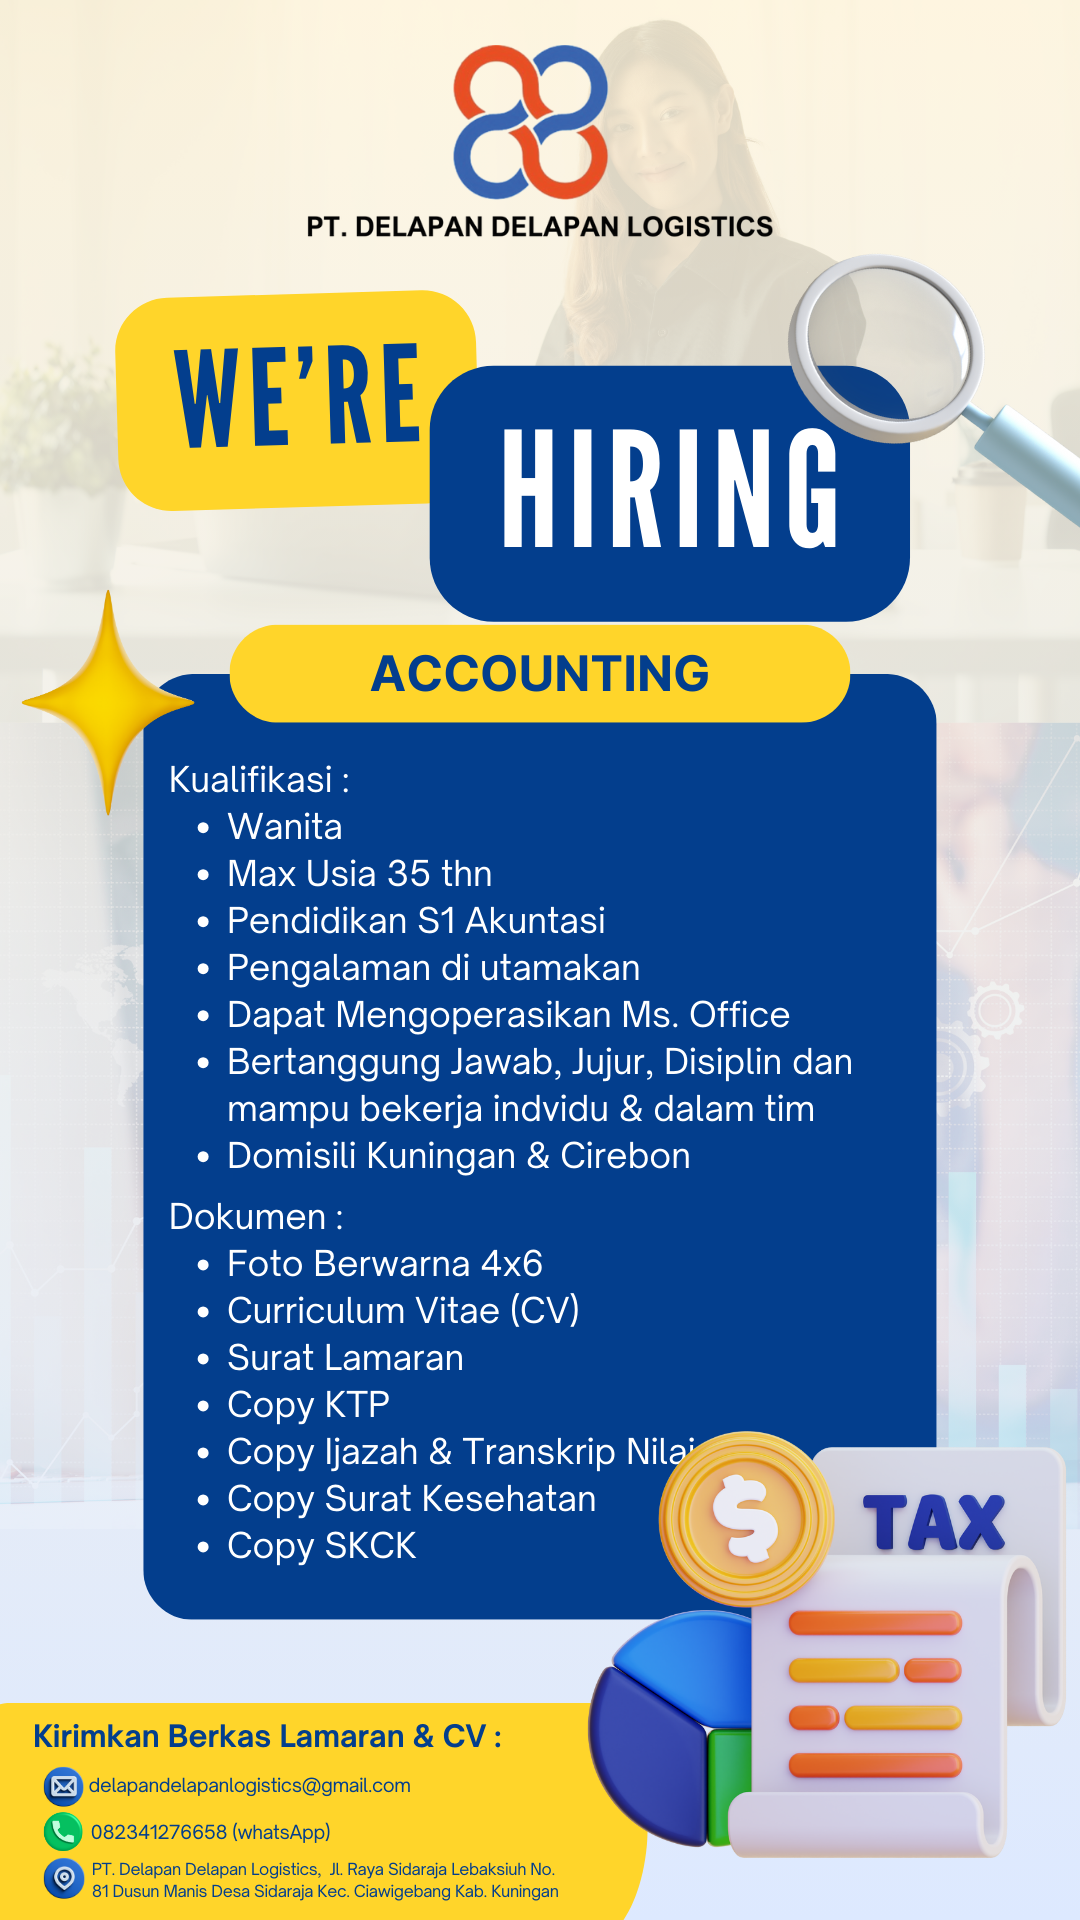 PT. DELAPAN DELAPAN LOGISTICS
WE'RE
HIRING
ACCOUNTING
Kualifikasi :
• Wanita
• Max Usia 35 thn
• Pendidikan S1 Akuntasi
• Pengalaman di utamakan
• Dapat Mengoperasikan Ms. Office
• Bertanggung Jawab, Jujur, Disiplin dan
mampu bekerja indvidu & dalam tim
• Domisili Kuningan & Cirebon
Dokumen :
• Foto Berwarna 4x6
• Curriculum Vitae (CV)
• Surat Lamaran
• Copy KTP
• Copy Ijazah & Transkrip Nilai
• Copy Surat Kesehatan
• Copy SKCK
$
TAX
Kirimkan Berkas Lamaran & CV :
delapandelapanlogistics@gmail.com
082341276658 (whatsApp)
PT. Delapan Delapan Logistics, Jl. Raya Sidaraja Lebaksiuh No.
81 Dusun Manis Desa Sidaraja Kec. Ciawigebang Kab. Kuningan